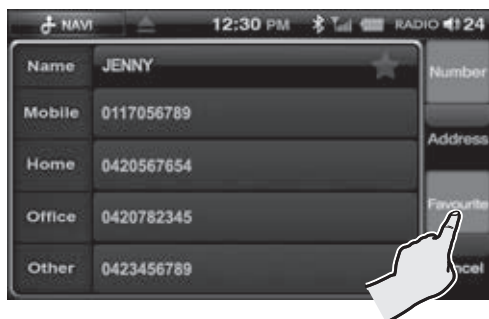 NAVI 12:30 PM RADIO 24
Name JENNY Number
Mobile 0117056789
Address
Home 0420567654
Office 0420782345 Favourite
Other 0423456789